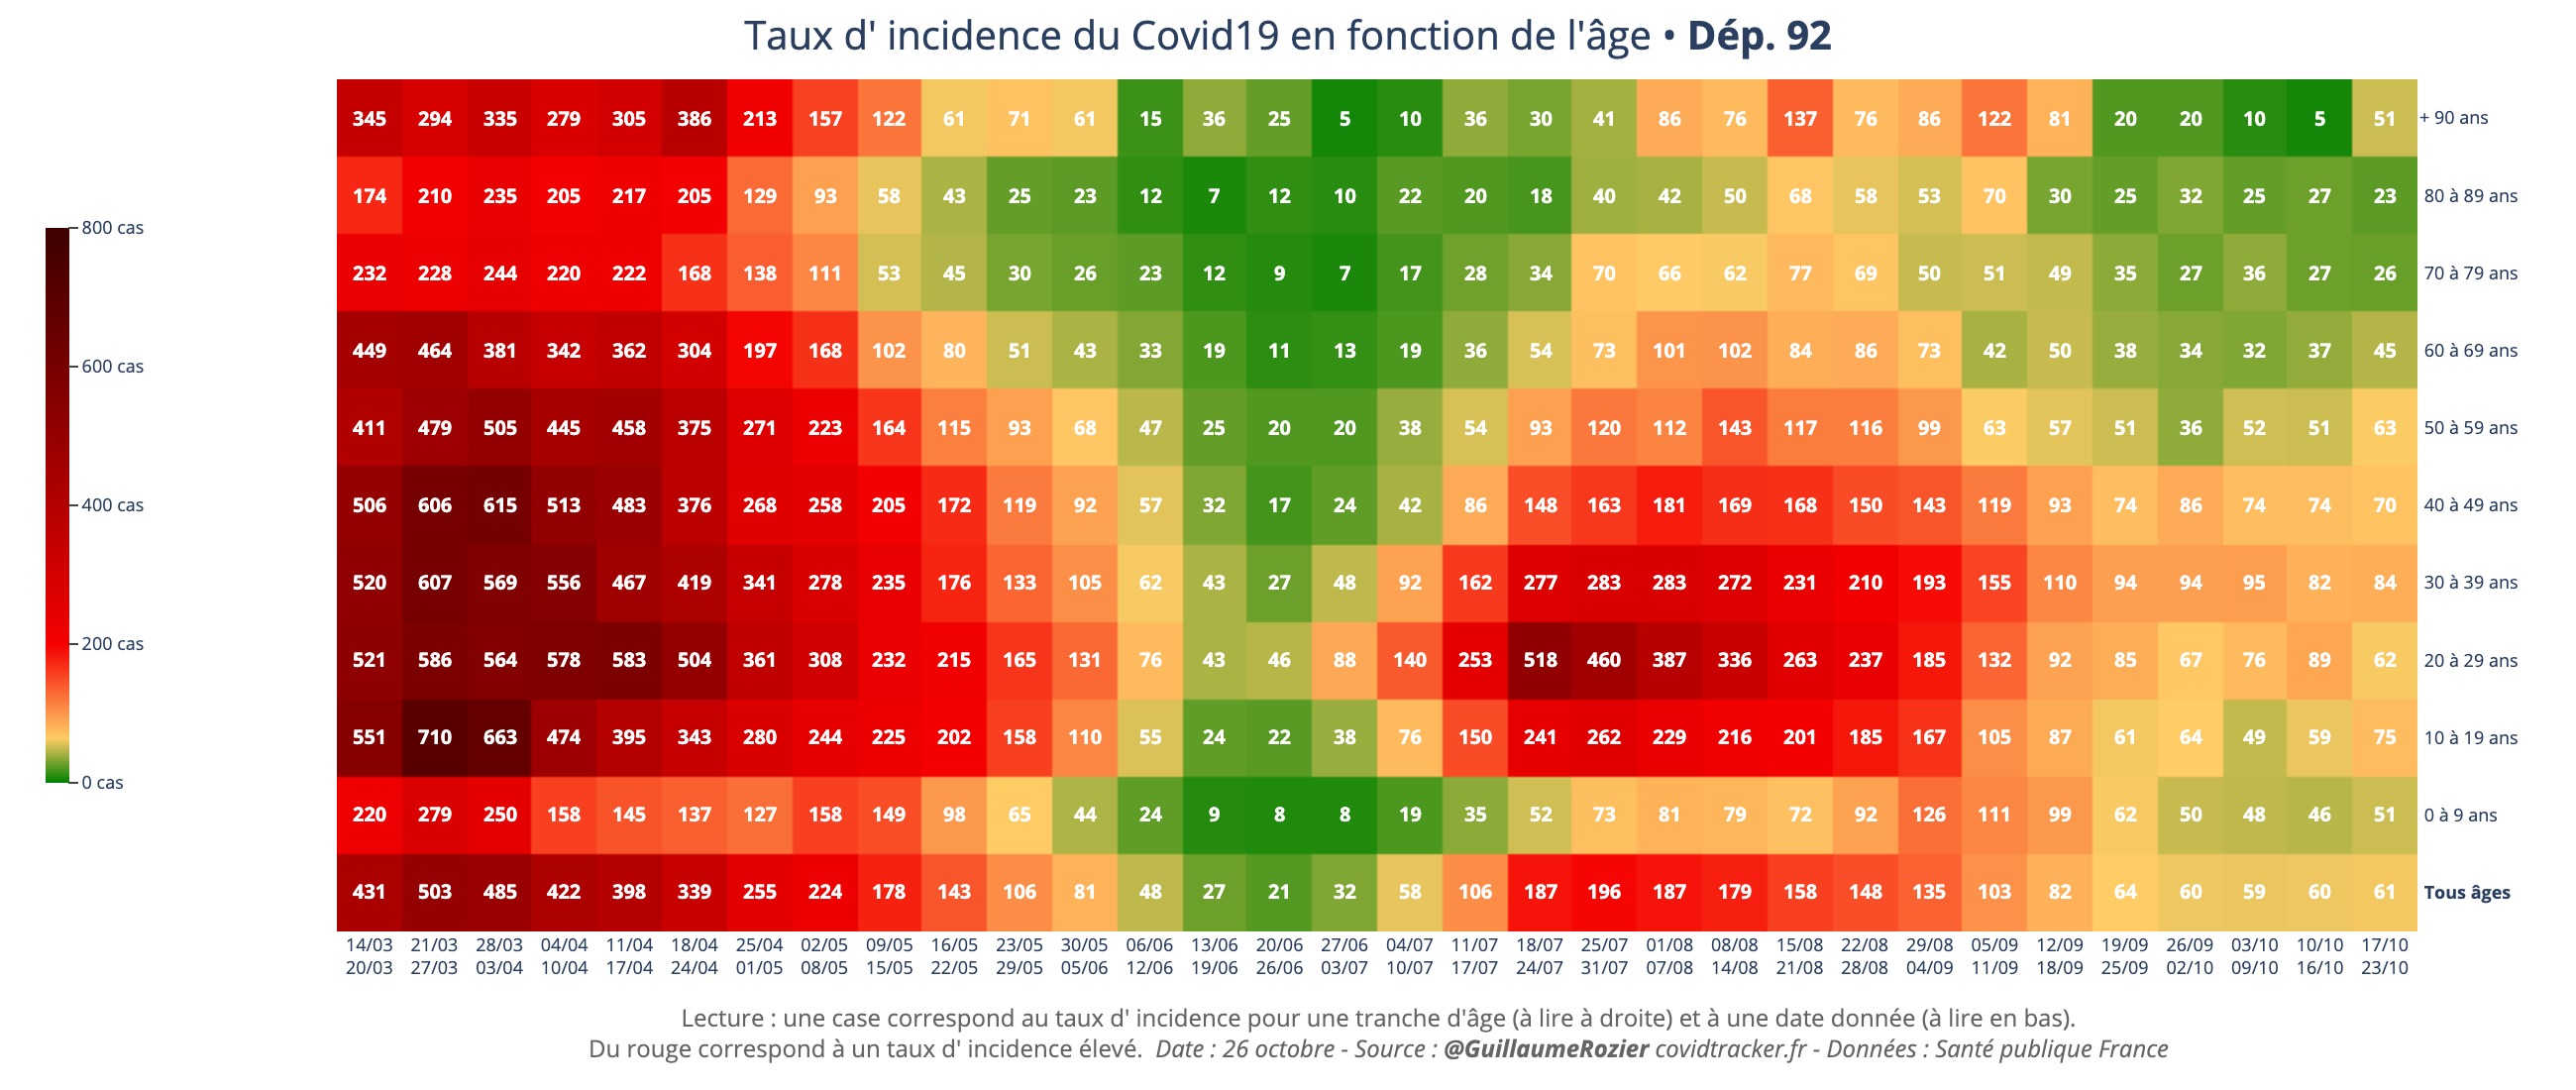 Taux d' incidence du Covid19 en fonction de l'âge • Dép. 92
800 cas
600 cas
400 cas
200 cas
0 cas
345 294 335 279 305 386 213 157 122 61 71 61 15 36 25 5 10 36 30 41 86 76 137 76 86 122 81 20 20 10 5 51 + 90 ans
174 210 235 205 217 205 129 93 58 43 25 23 12 7 12 10 22 20 18 40 42 50 68 58 53 70 30 25 32 25 27 23 80 à 89 ans
232 228 244 220 222 168 138 111 53 45 30 26 23 12 9 7 17 28 34 70 66 62 77 69 50 51 49 35 27 36 27 26 70 à 79 ans
449 464 381 342 362 304 197 168 102 80 51 43 33 19 11 13 19 36 54 73 101 102 84 86 73 42 50 38 34 32 37 45 60 à 69 ans
411 479 505 445 458 375 271 223 164 115 93 68 47 25 20 20 38 54 93 120 112 143 117 116 99 63 57 51 36 52 51 63 50 à 59 ans
506 606 615 513 483 376 268 258 205 172 119 92 57 32 17 24 42 86 148 163 181 169 168 150 143 119 93 74 86 74 74 70 40 à 49 ans
520 607 569 556 467 419 341 278 235 176 133 105 62 43 27 48 92 162 277 283 283 272 231 210 193 155 110 94 94 95 82 84 30 à 39 ans
521 586 564 578 583 504 361 308 232 215 165 131 76 43 46 88 140 253 518 460 387 336 263 237 185 132 92 85 67 76 89 62 20 à 29 ans
551 710 663 474 395 343 280 244 225 202 158 110 55 24 22 38 76 150 241 262 229 216 201 185 167 105 87 61 64 49 59 75 10 à 19 ans
220 279 250 158 145 137 127 158 149 98 65 44 24 9 8 8 19 35 52 73 81 79 72 92 126 111 99 62 50 48 46 51 0 à 9 ans
431 503 485 422 398 339 255 224 178 143 106 81 48 27 21 32 58 106 187 196 187 179 158 148 135 103 82 64 60 59 60 61 Tous âges
14/03 21/03 28/03 04/04 11/04 18/04 25/04 02/05 09/05 16/05 23/05 30/05 06/06 13/06 20/06 27/06 04/07 11/07 18/07 25/07 01/08 08/08 15/08 22/08 29/08 05/09 12/09 19/09 26/09 03/10 10/10 17/10
20/03 27/03 03/04 10/04 17/04 24/04 01/05 08/05 15/05 22/05 29/05 05/06 12/06 19/06 26/06 03/07 10/07 17/07 24/07 31/07 07/08 14/08 21/08 28/08 04/09 11/09 18/09 25/09 02/10 09/10 16/10 23/10
Lecture : une case correspond au taux d' incidence pour une tranche d'âge (à lire à droite) et à une date donnée (à lire en bas).
Du rouge correspond à un taux d' incidence élevé. Date : 26 octobre - Source : @GuillaumeRozier covidtracker.fr - Données : Santé publique France